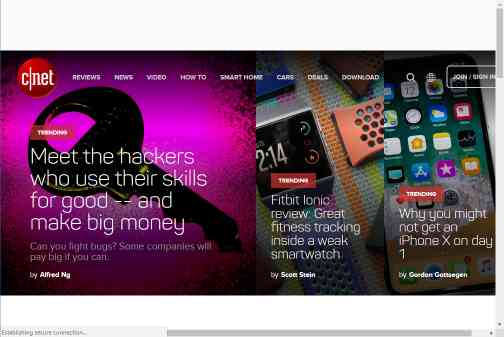 c|net
REVIEWS NEWS VIDEO HOW TO SMART HOME CARS DEALS DOWNLOAD JOIN / SIGN IN
TRENDING
Meet the hackers
who use their skills
for good -- and
make big money
Can you fight bugs? Some companies will
pay big if you can.
by Alfred Ng
2:14
TRENDING
Fitbit Ionic
review: Great
fitness tracking
inside a weak
smartwatch
by Scott Stein
TRENDING
Why you might
not get an
iPhone X on day
1
by Gordon Gottsegen
Establishing secure connection...